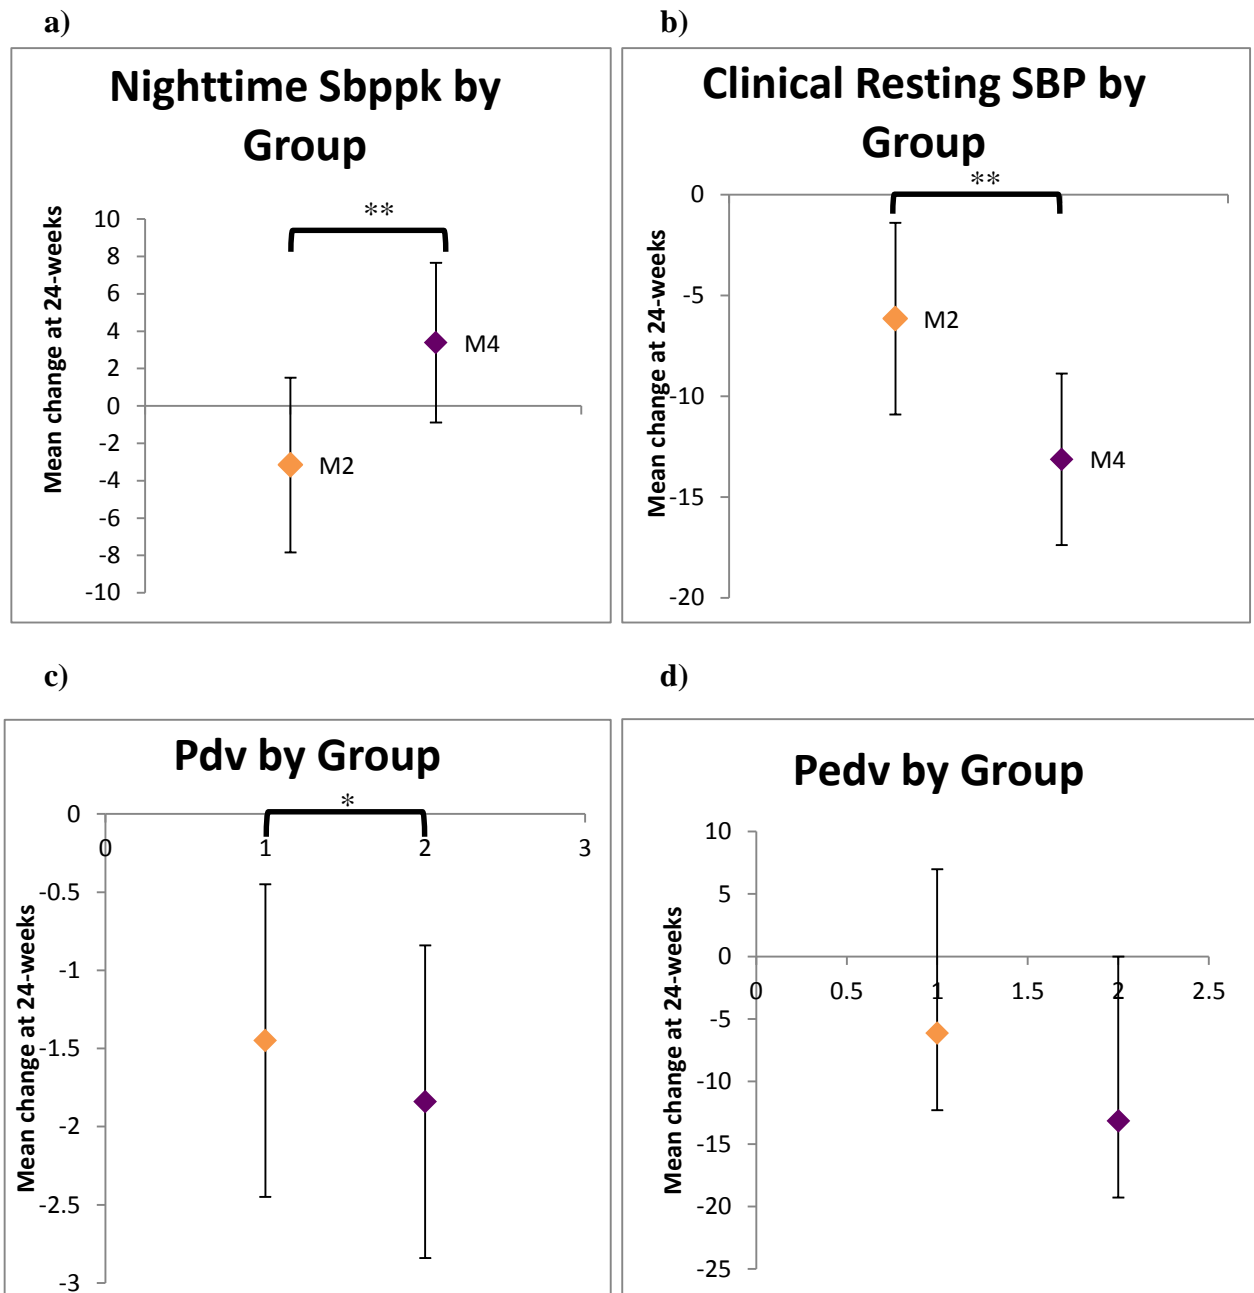 a)
Nighttime Sbppk by
Group
Mean change at 24-weeks
10
8
6
4
2
0
-2
-4
-6
-8
-10
**
M2
M4
b)
Clinical Resting SBP by
Group
Mean change at 24-weeks
0
-5
-10
-15
-20
**
M2
M4
c)
Pdv by Group
Mean change at 24-weeks
0
-0.5
-1
-1.5
-2
-2.5
-3
*
0 1 2 3
d)
Pedv by Group
Mean change at 24-weeks
10
5
0
-5
-10
-15
-20
-25
0 0.5 1 1.5 2 2.5